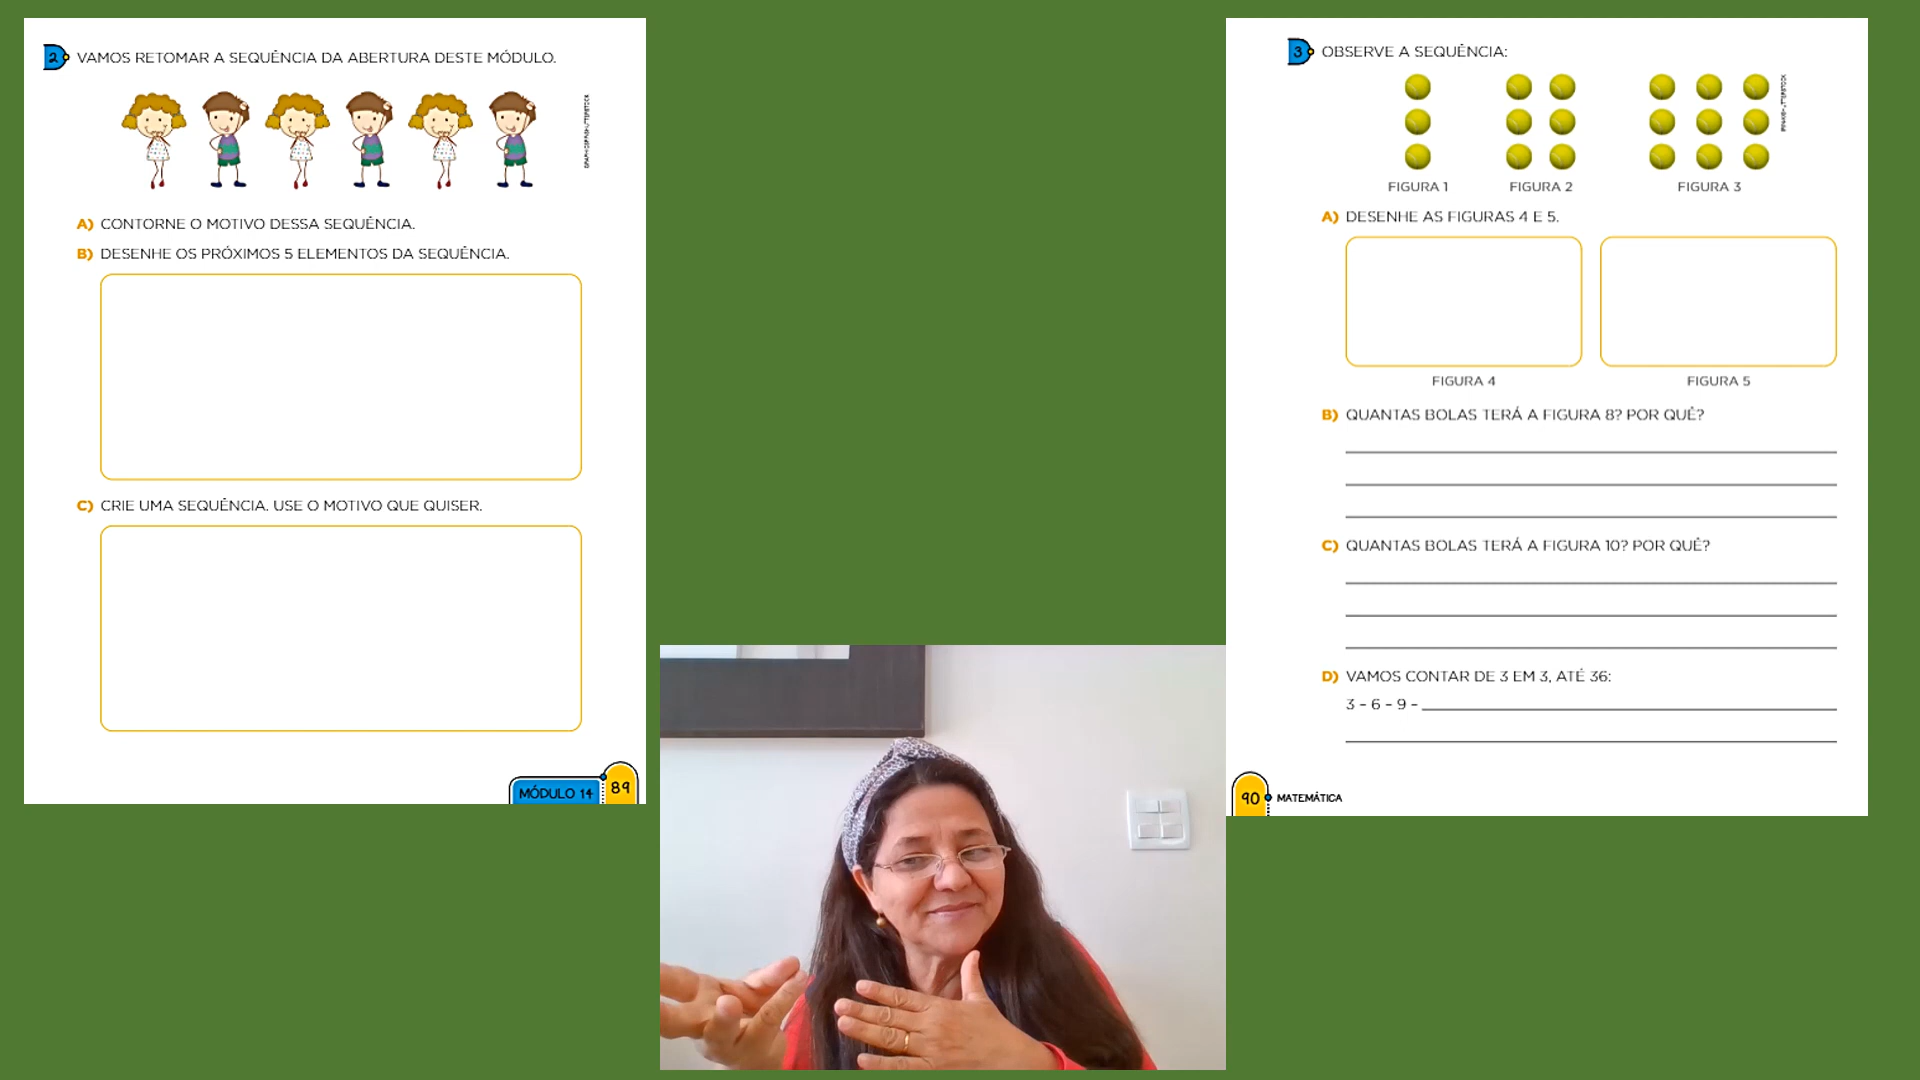 2 VAMOS RETOMAR A SEQUÊNCIA DA ABERTURA DESTE MÓDULO.
A) CONTORNE O MOTIVO DESSA SEQUÊNCIA.
B) DESENHE OS PRÓXIMOS 5 ELEMENTOS DA SEQUÊNCIA.
C) CRIE UMA SEQUÊNCIA. USE O MOTIVO QUE QUISER.
MÓDULO 14 89
3 OBSERVE A SEQUÊNCIA:
FIGURA 1 FIGURA 2 FIGURA 3
A) DESENHE AS FIGURAS 4 E 5.
FIGURA 4 FIGURA 5
B) QUANTAS BOLAS TERÁ A FIGURA 8? POR QUÊ?
C) QUANTAS BOLAS TERÁ A FIGURA 10? POR QUÊ?
D) VAMOS CONTAR DE 3 EM 3, ATÉ 36:
3 - 6 - 9 -
90 MATEMÁTICA